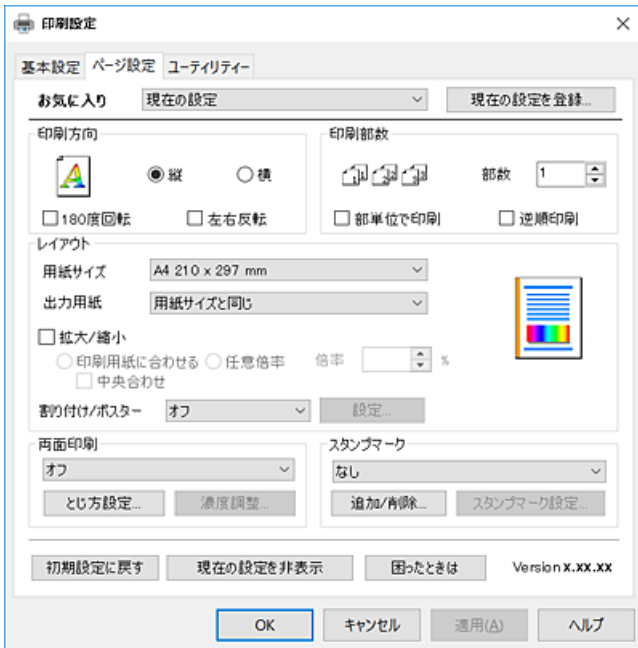 印刷設定
基本設定 ページ設定 ユーティリティー
お気に入り 現在の設定 現在の設定を登録...
印刷方向 印刷部数
縦 横 部数 1
180度回転 左右反転 部単位で印刷 逆順印刷
レイアウト
用紙サイズ A4 210 x 297 mm
出力用紙 用紙サイズと同じ
拡大/縮小
印刷用紙に合わせる 任意倍率 倍率 %
中央合わせ
割り付け/ポスター オフ 設定...
両面印刷 スタンプマーク
オフ なし
とじ方設定... 濃度調整... 追加/削除... スタンプマーク設定...
初期設定に戻す 現在の設定を非表示 困ったときは Version x.xx.xx
OK キャンセル 適用(A) ヘルプ